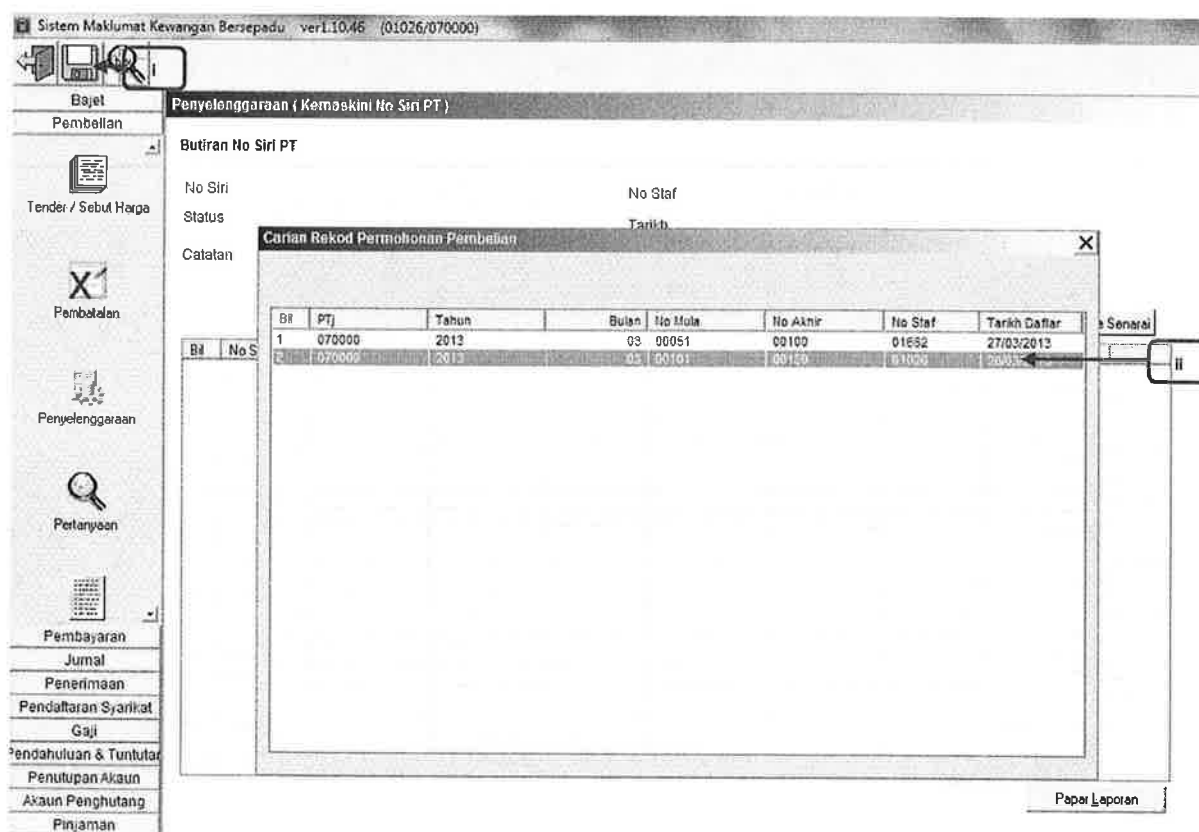 Sistem Maklumat Kewangan Bersepadu ver1.10.46 (01026/070000)
i
Bajet
Pembelian
Tender / Sebut Harga
Pembatalan
Penyelenggaraan
Pertanyaan
Pembayaran
Jurnal
Penerimaan
Pendaftaran Syarikat
Gaji
Pendahuluan & Tuntutan
Penutupan Akaun
Akaun Penghutang
Pinjaman
Penyelenggaraan ( Kemaskini No Siri PT )
Butiran No Siri PT
No Siri
No Staf
Status
Tarikh
Catatan
Carian Rekod Permohonan Pembelian
Bil PTj Tahun Bulan No Mula No Akhir No Staf Tarikh Daftar
1 070000 2013 03 00051 00100 01662 27/03/2013
2 070000 2013 03 00101 01026
Senarai
Bil No S
ii
Papar Laporan